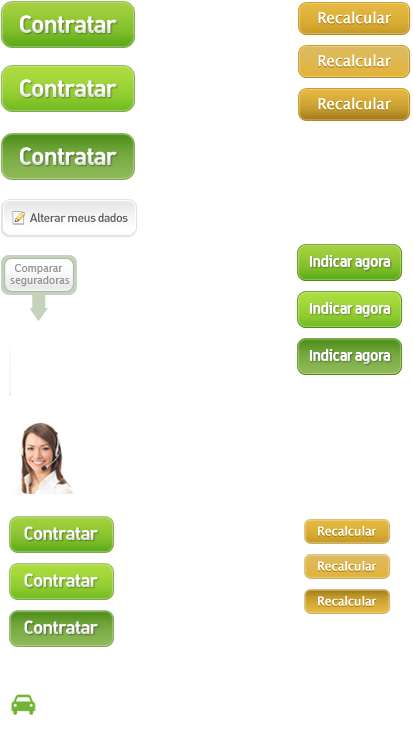 Contratar
Recalcular
Recalcular
Contratar
Recalcular
Contratar
Alterar meus dados
Indicar agora
Comparar
seguradoras
Indicar agora
Indicar agora
Contratar
Recalcular
Recalcular
Contratar
Recalcular
Contratar